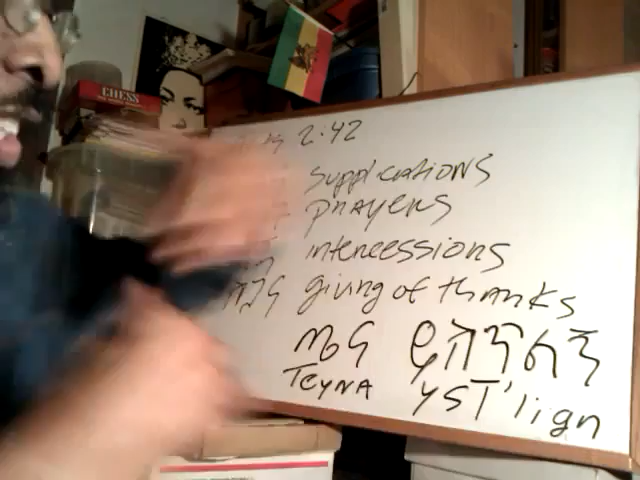 CHESS
2:42
supplications
prayers
intercessions
giving of thanks
ጤና ይስጥልኝ
Teyna ysT'lign